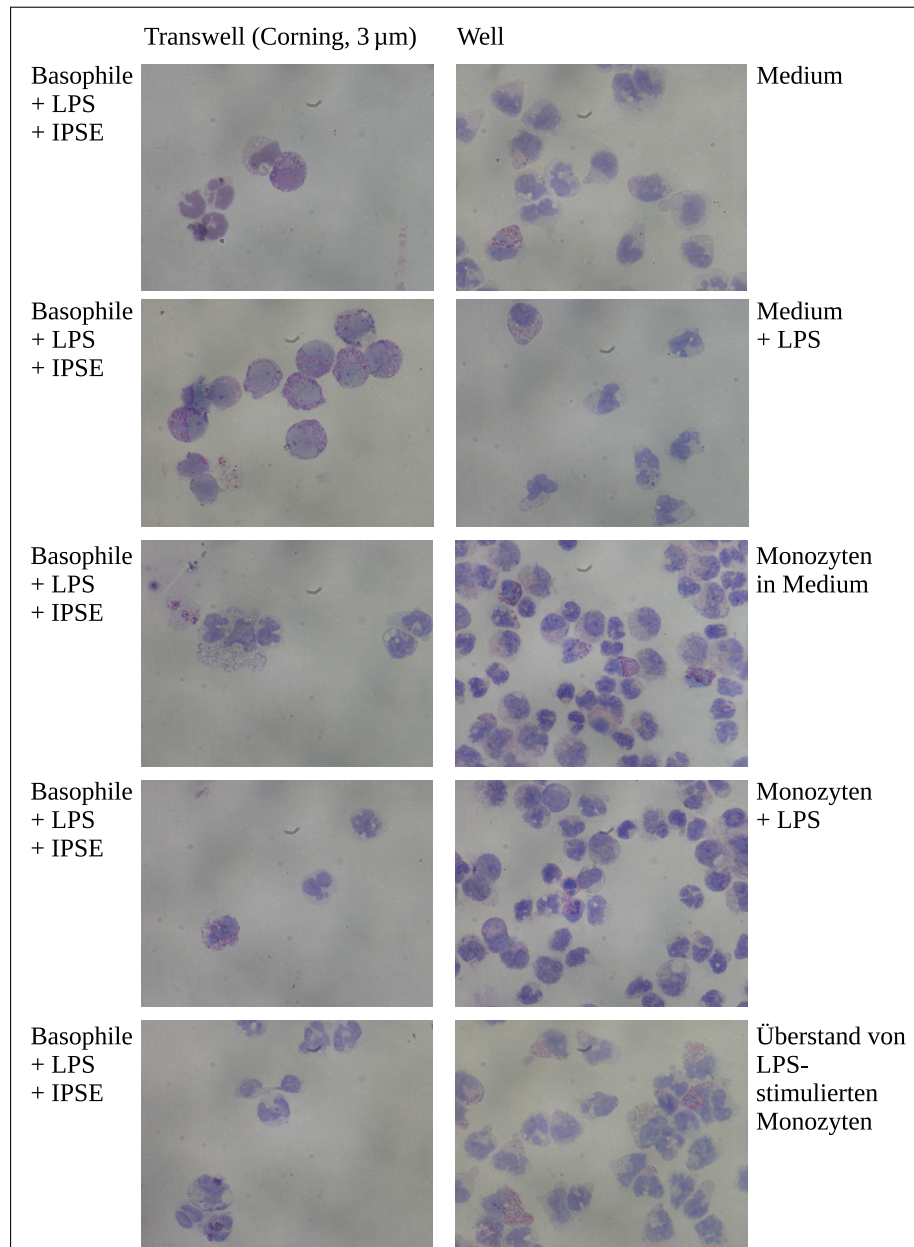 Transwell (Corning, 3 µm) Well
Basophile
+ LPS
+ IPSE
Medium
Basophile
+ LPS
+ IPSE
Medium
+ LPS
Basophile
+ LPS
+ IPSE
Monozyten
in Medium
Basophile
+ LPS
+ IPSE
Monozyten
+ LPS
Basophile
+ LPS
+ IPSE
Überstand von
LPS-
stimulierten
Monozyten